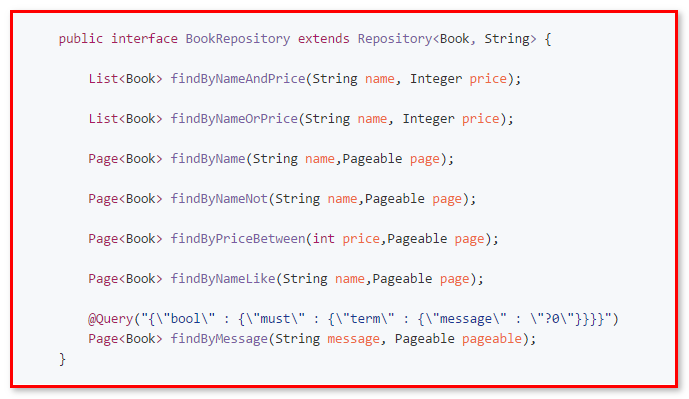 public interface BookRepository extends Repository<Book, String> {
List<Book> findByNameAndPrice(String name, Integer price);
List<Book> findByNameOrPrice(String name, Integer price);
Page<Book> findByName(String name,Pageable page);
Page<Book> findByNameNot(String name,Pageable page);
Page<Book> findByPriceBetween(int price,Pageable page);
Page<Book> findByNameLike(String name,Pageable page);
@Query("{\"bool\" : {\"must\" : {\"term\" : {\"message\" : \"?0\"}}}}")
Page<Book> findByMessage(String message, Pageable pageable);
}